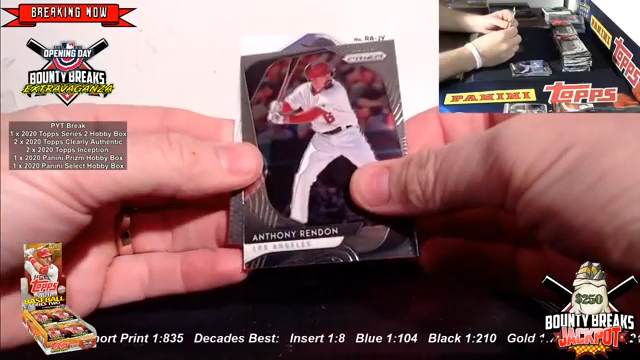 BREAKING NOW
OPENING DAY
BOUNTY BREAKS
EXTRAVAGANZA
PYT Break
1 x 2020 Topps Series 2 Hobby Box
2 x 2020 Topps Clearly Authentic
2 x 2020 Topps Inception
1 x 2020 Panini Prizm Hobby Box
1 x 2020 Panini Select Hobby Box
No. RA-JY
PRIZM
ANTHONY RENDON
LOS ANGELES
PANINI
Topps
PANINI
Topps
Topps
BASEBALL
$250
BOUNTY BREAKS
JACKPOT
ort Print 1:835 Decades Best: Insert 1:8 Blue 1:104 Black 1:210 Gold